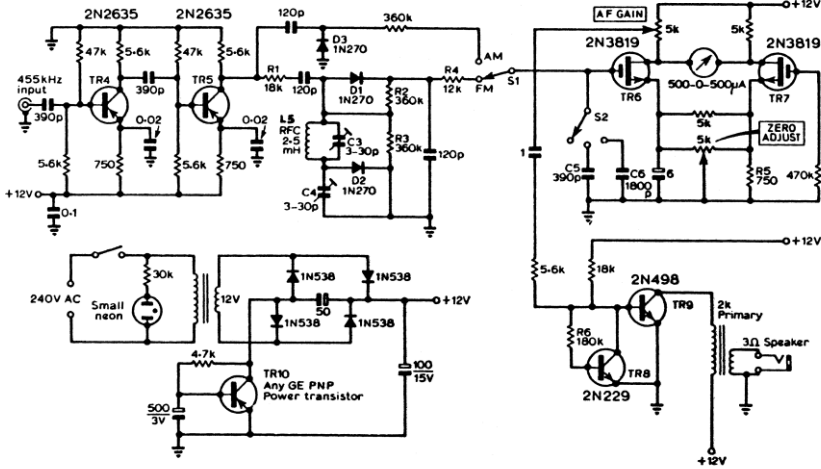 2N2635
2N2635
120p
360k
+12V
AF GAIN
5k
5k
2N3819
2N3819
47k
5·6k
47k
5·6k
D3
1N270
AM
S1
FM
R1
18k
120p
D1
1N270
R4
12k
500-0-500μA
TR6
TR7
455kHz
input
TR4
TR5
390p
390p
0·02
0·02
R2
360k
L5
RFC
2·5
mH
C3
3-30p
R3
360k
120p
S2
5k
5k
ZERO
ADJUST
5·6k
750
5·6k
750
D2
1N270
C4
3-30p
1
C5
390p
C6
1800
p
6
R5
750
470k
+12V
0·1
+12V
240V AC
30k
Small
neon
12V
1N538
1N538
50
1N538
1N538
+12V
5·6k
18k
2N498
TR9
2k
Primary
3Ω Speaker
R6
180k
TR8
2N229
4·7k
TR10
Any GE PNP
Power transistor
100
15V
500
3V
+12V